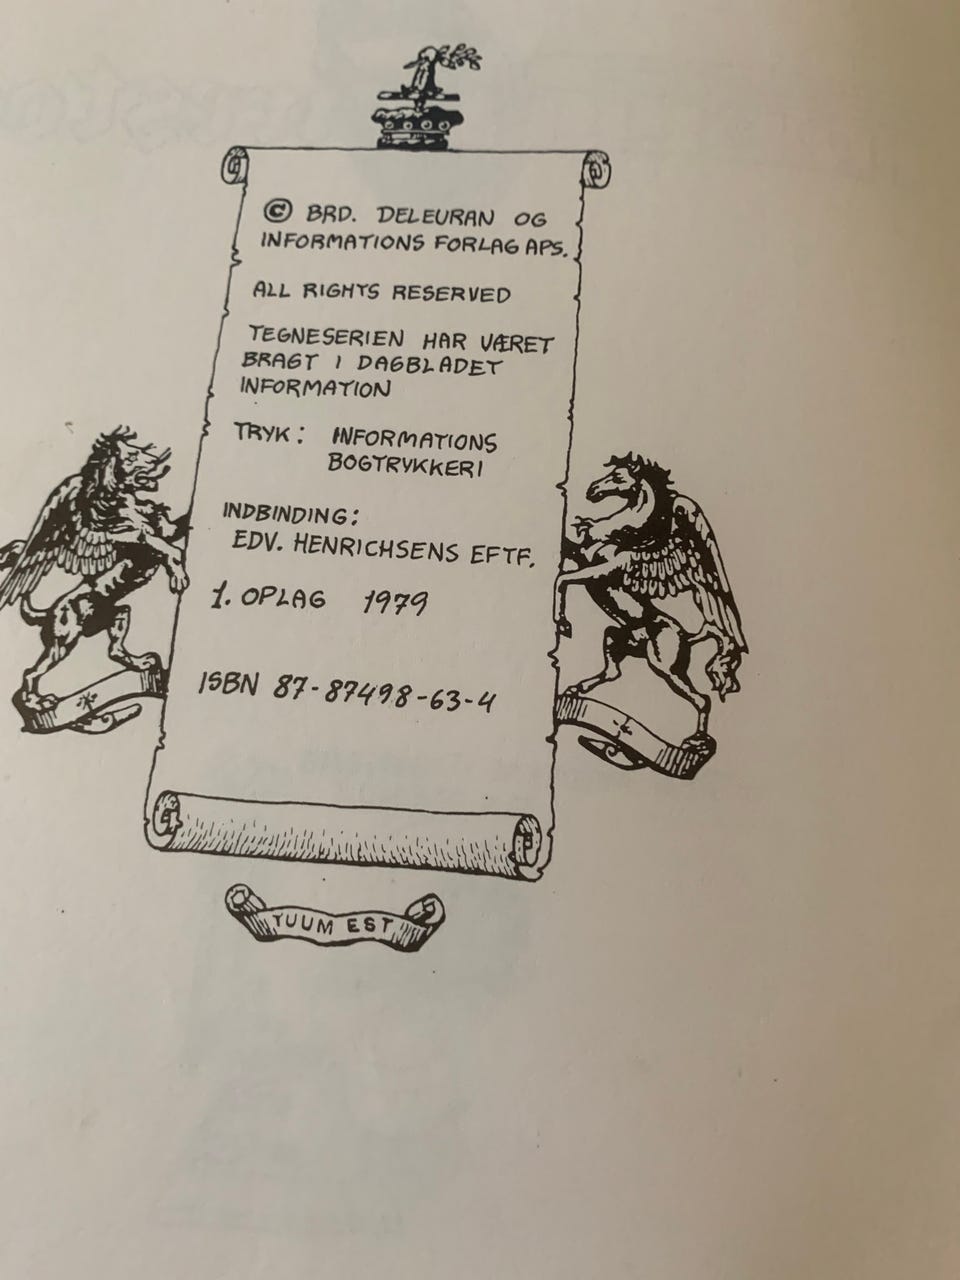 © BRD. DELEURAN OG
INFORMATIONS FORLAG APS.
ALL RIGHTS RESERVED
TEGNESERIEN HAR VÆRET
BRAGT I DAGBLADET
INFORMATION
TRYK: INFORMATIONS
BOGTRYKKERI
INDBINDING:
EDV. HENRICHSENS EFTF.
1. OPLAG 1979
ISBN 87-87498-63-4
TUUM EST